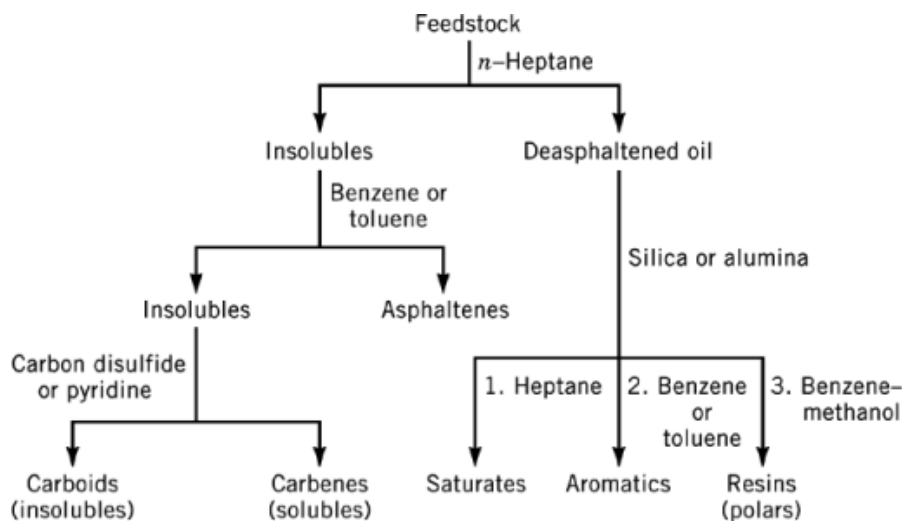 Feedstock
n–Heptane
Insolubles
Deasphaltened oil
Benzene or
toluene
Silica or alumina
Insolubles
Asphaltenes
Carbon disulfide
or pyridine
1. Heptane
2. Benzene
or
toluene
3. Benzene–
methanol
Carboids
(insolubles)
Carbenes
(solubles)
Saturates
Aromatics
Resins
(polars)